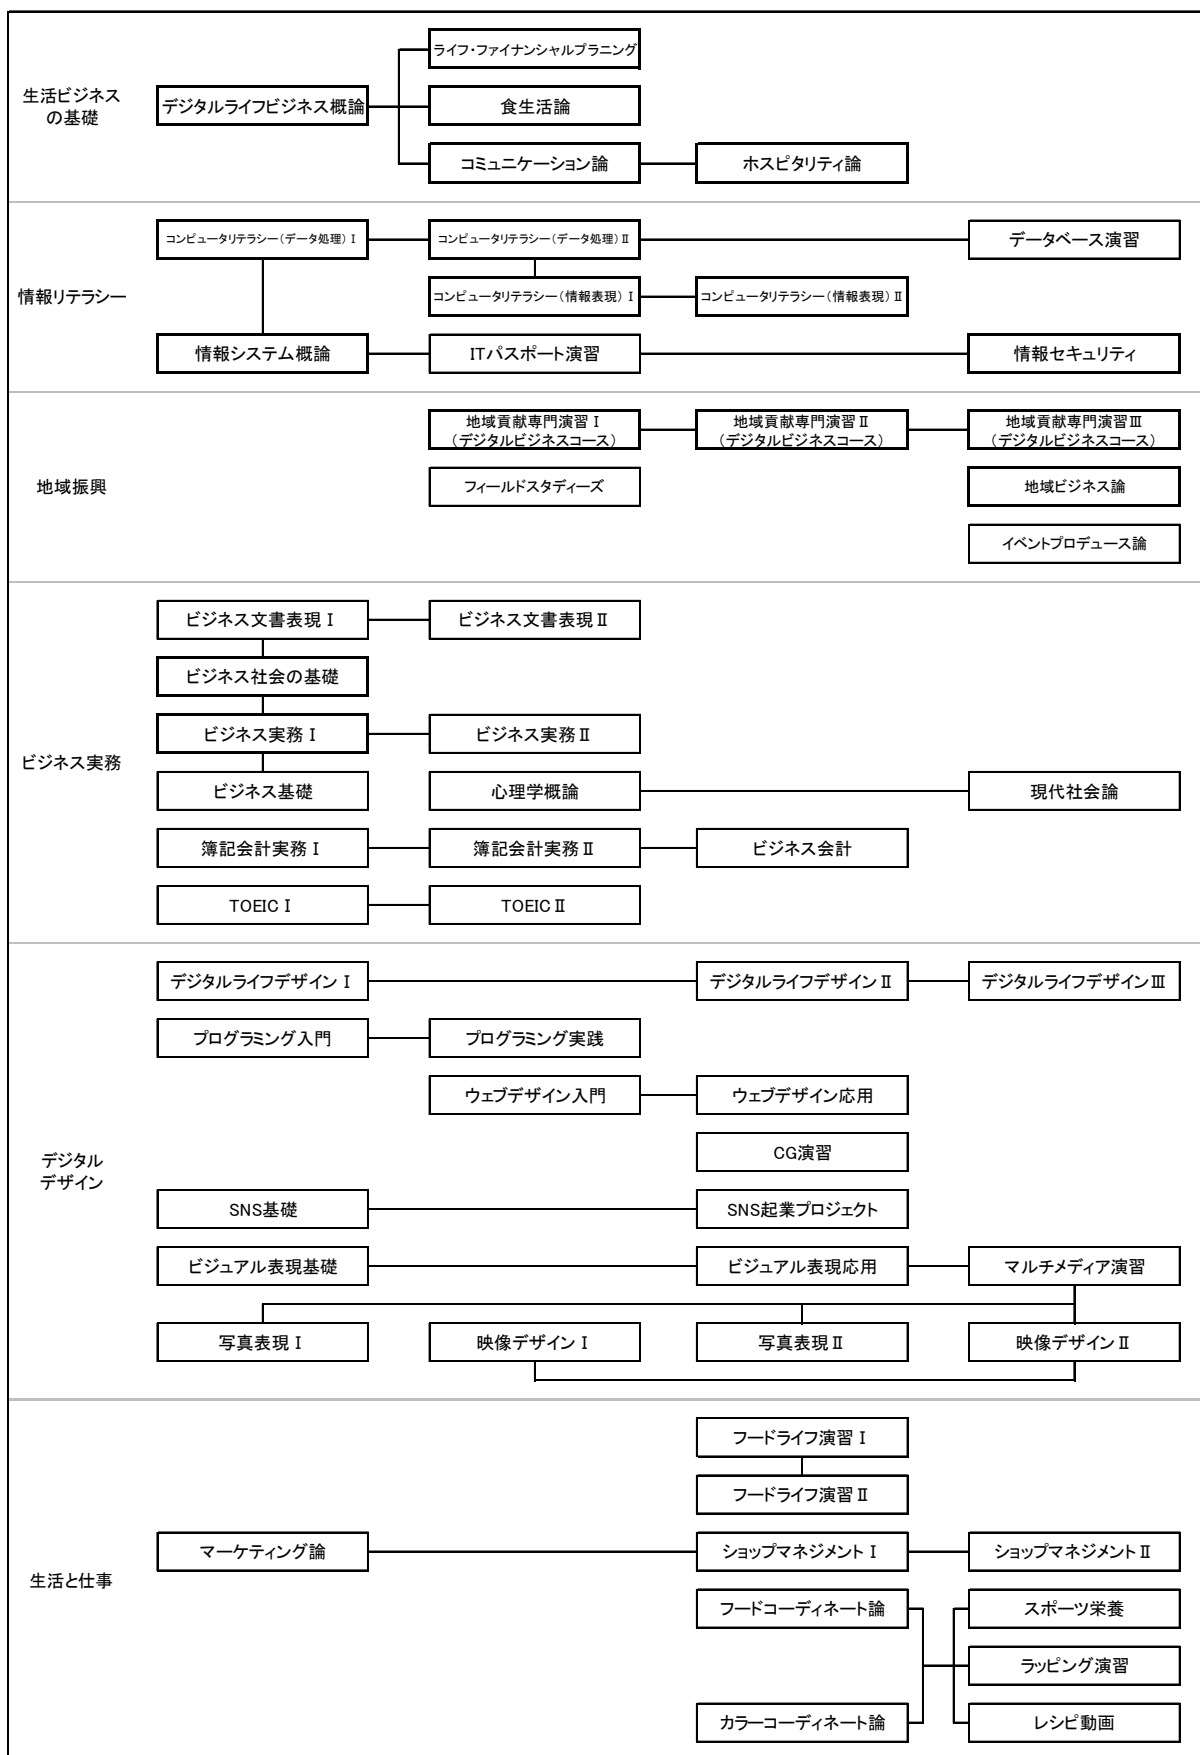 生活ビジネス
の基礎
デジタルライフビジネス概論
ライフ・ファイナンシャルプラニング
食生活論
コミュニケーション論
ホスピタリティ論
情報リテラシー
コンピュータリテラシー(データ処理)Ⅰ
コンピュータリテラシー(データ処理)Ⅱ
データベース演習
コンピュータリテラシー(情報表現)Ⅰ
コンピュータリテラシー(情報表現)Ⅱ
情報システム概論
ITパスポート演習
情報セキュリティ
地域振興
地域貢献専門演習Ⅰ
(デジタルビジネスコース)
地域貢献専門演習Ⅱ
(デジタルビジネスコース)
地域貢献専門演習Ⅲ
(デジタルビジネスコース)
フィールドスタディーズ
地域ビジネス論
イベントプロデュース論
ビジネス実務
ビジネス文書表現Ⅰ
ビジネス文書表現Ⅱ
ビジネス社会の基礎
ビジネス実務Ⅰ
ビジネス実務Ⅱ
ビジネス基礎
心理学概論
現代社会論
簿記会計実務Ⅰ
簿記会計実務Ⅱ
ビジネス会計
TOEICⅠ
TOEICⅡ
デジタル
デザイン
デジタルライフデザインⅠ
デジタルライフデザインⅡ
デジタルライフデザインⅢ
プログラミング入門
プログラミング実践
ウェブデザイン入門
ウェブデザイン応用
CG演習
SNS基礎
SNS起業プロジェクト
ビジュアル表現基礎
ビジュアル表現応用
マルチメディア演習
写真表現Ⅰ
映像デザインⅠ
写真表現Ⅱ
映像デザインⅡ
生活と仕事
フードライフ演習Ⅰ
フードライフ演習Ⅱ
マーケティング論
ショップマネジメントⅠ
ショップマネジメントⅡ
フードコーディネート論
スポーツ栄養
ラッピング演習
カラーコーディネート論
レシピ動画